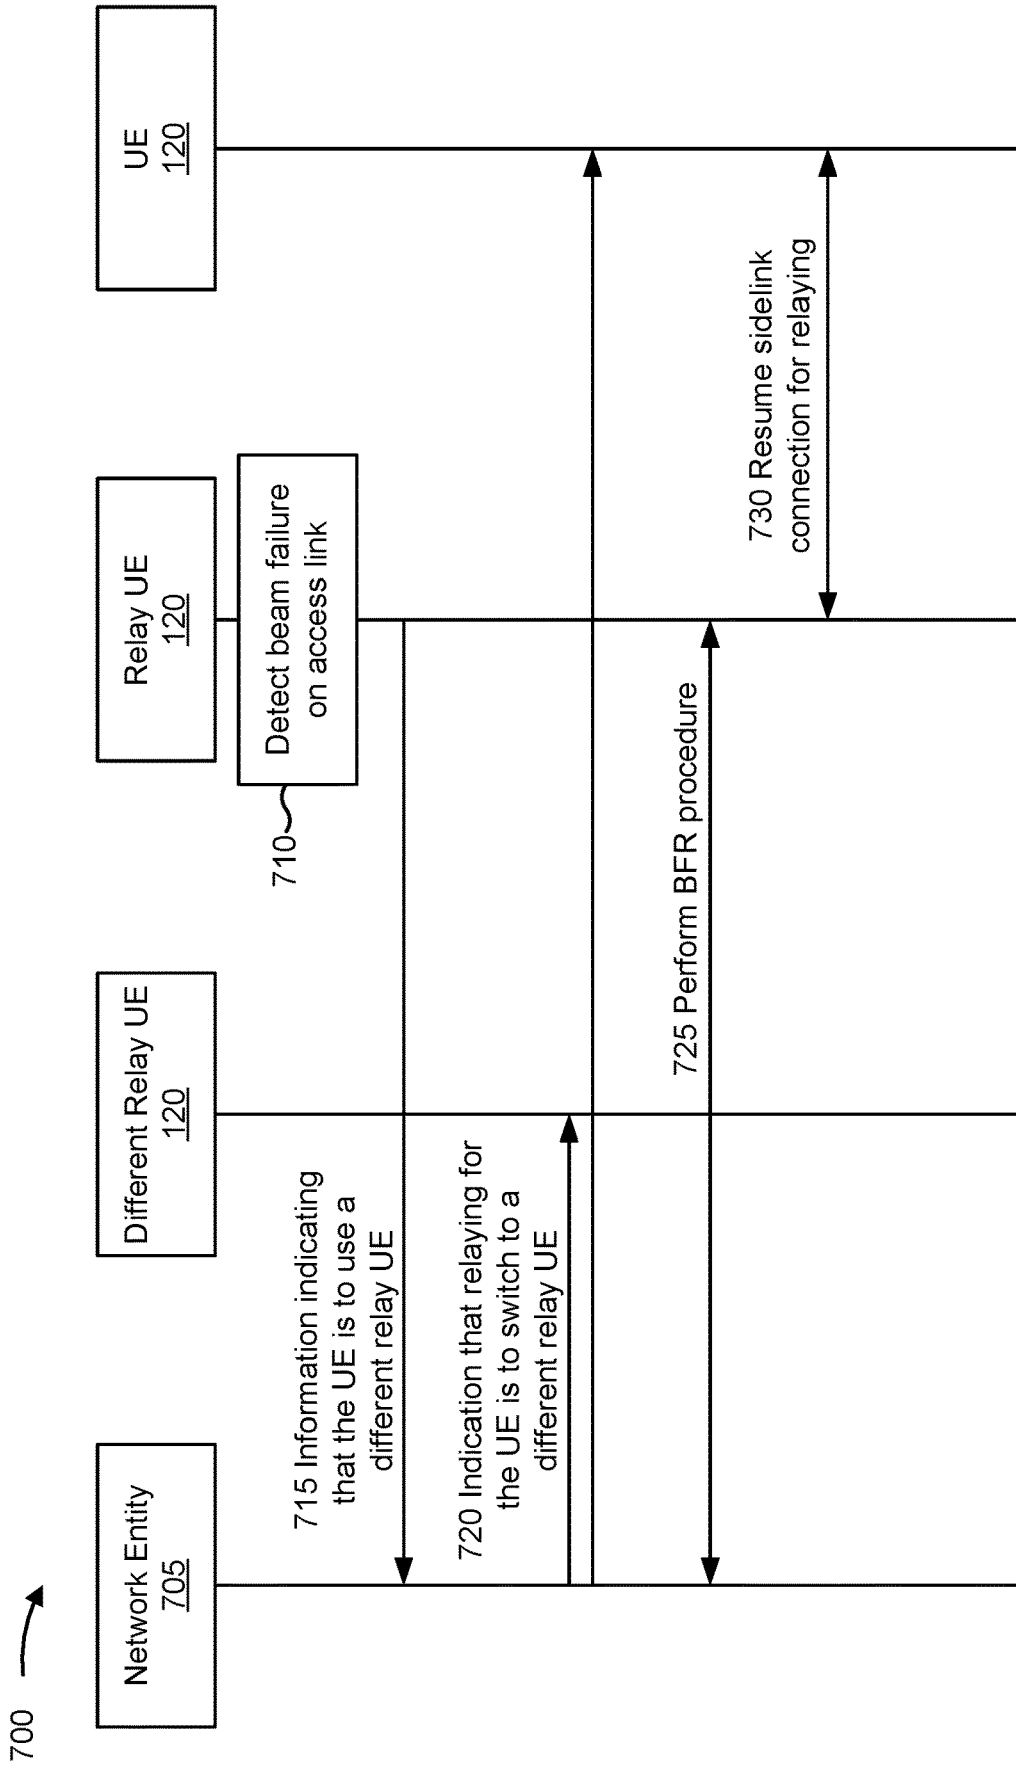 700
Network Entity
705
Different Relay UE
120
Relay UE
120
UE
120
710
Detect beam failure
on access link
715 Information indicating
that the UE is to use a
different relay UE
720 Indication that relaying for
the UE is to switch to a
different relay UE
725 Perform BFR procedure
730 Resume sidelink
connection for relaying